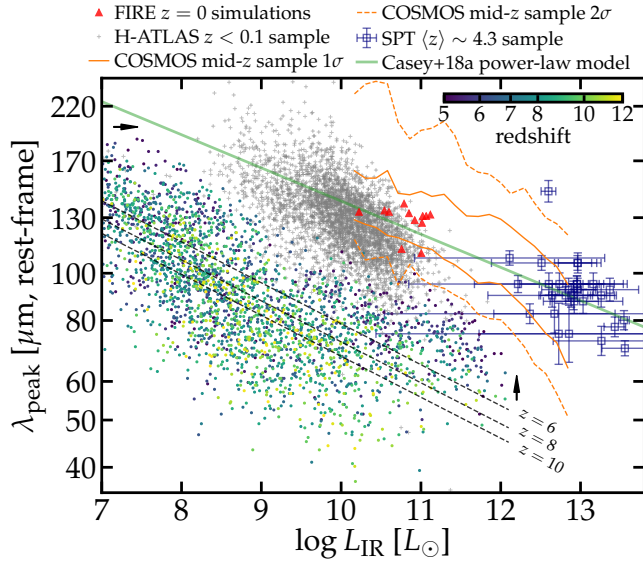 FIRE z = 0 simulations
H-ATLAS z < 0.1 sample
COSMOS mid-z sample 1σ
COSMOS mid-z sample 2σ
SPT ⟨z⟩ ∼ 4.3 sample
Casey+18a power-law model
5 6 7 8 10 12
redshift
220
170
130
100
80
60
50
40
λpeak [μm, rest-frame]
z = 6
z = 8
z = 10
7 8 9 10 11 12 13
log LIR [L⊙]